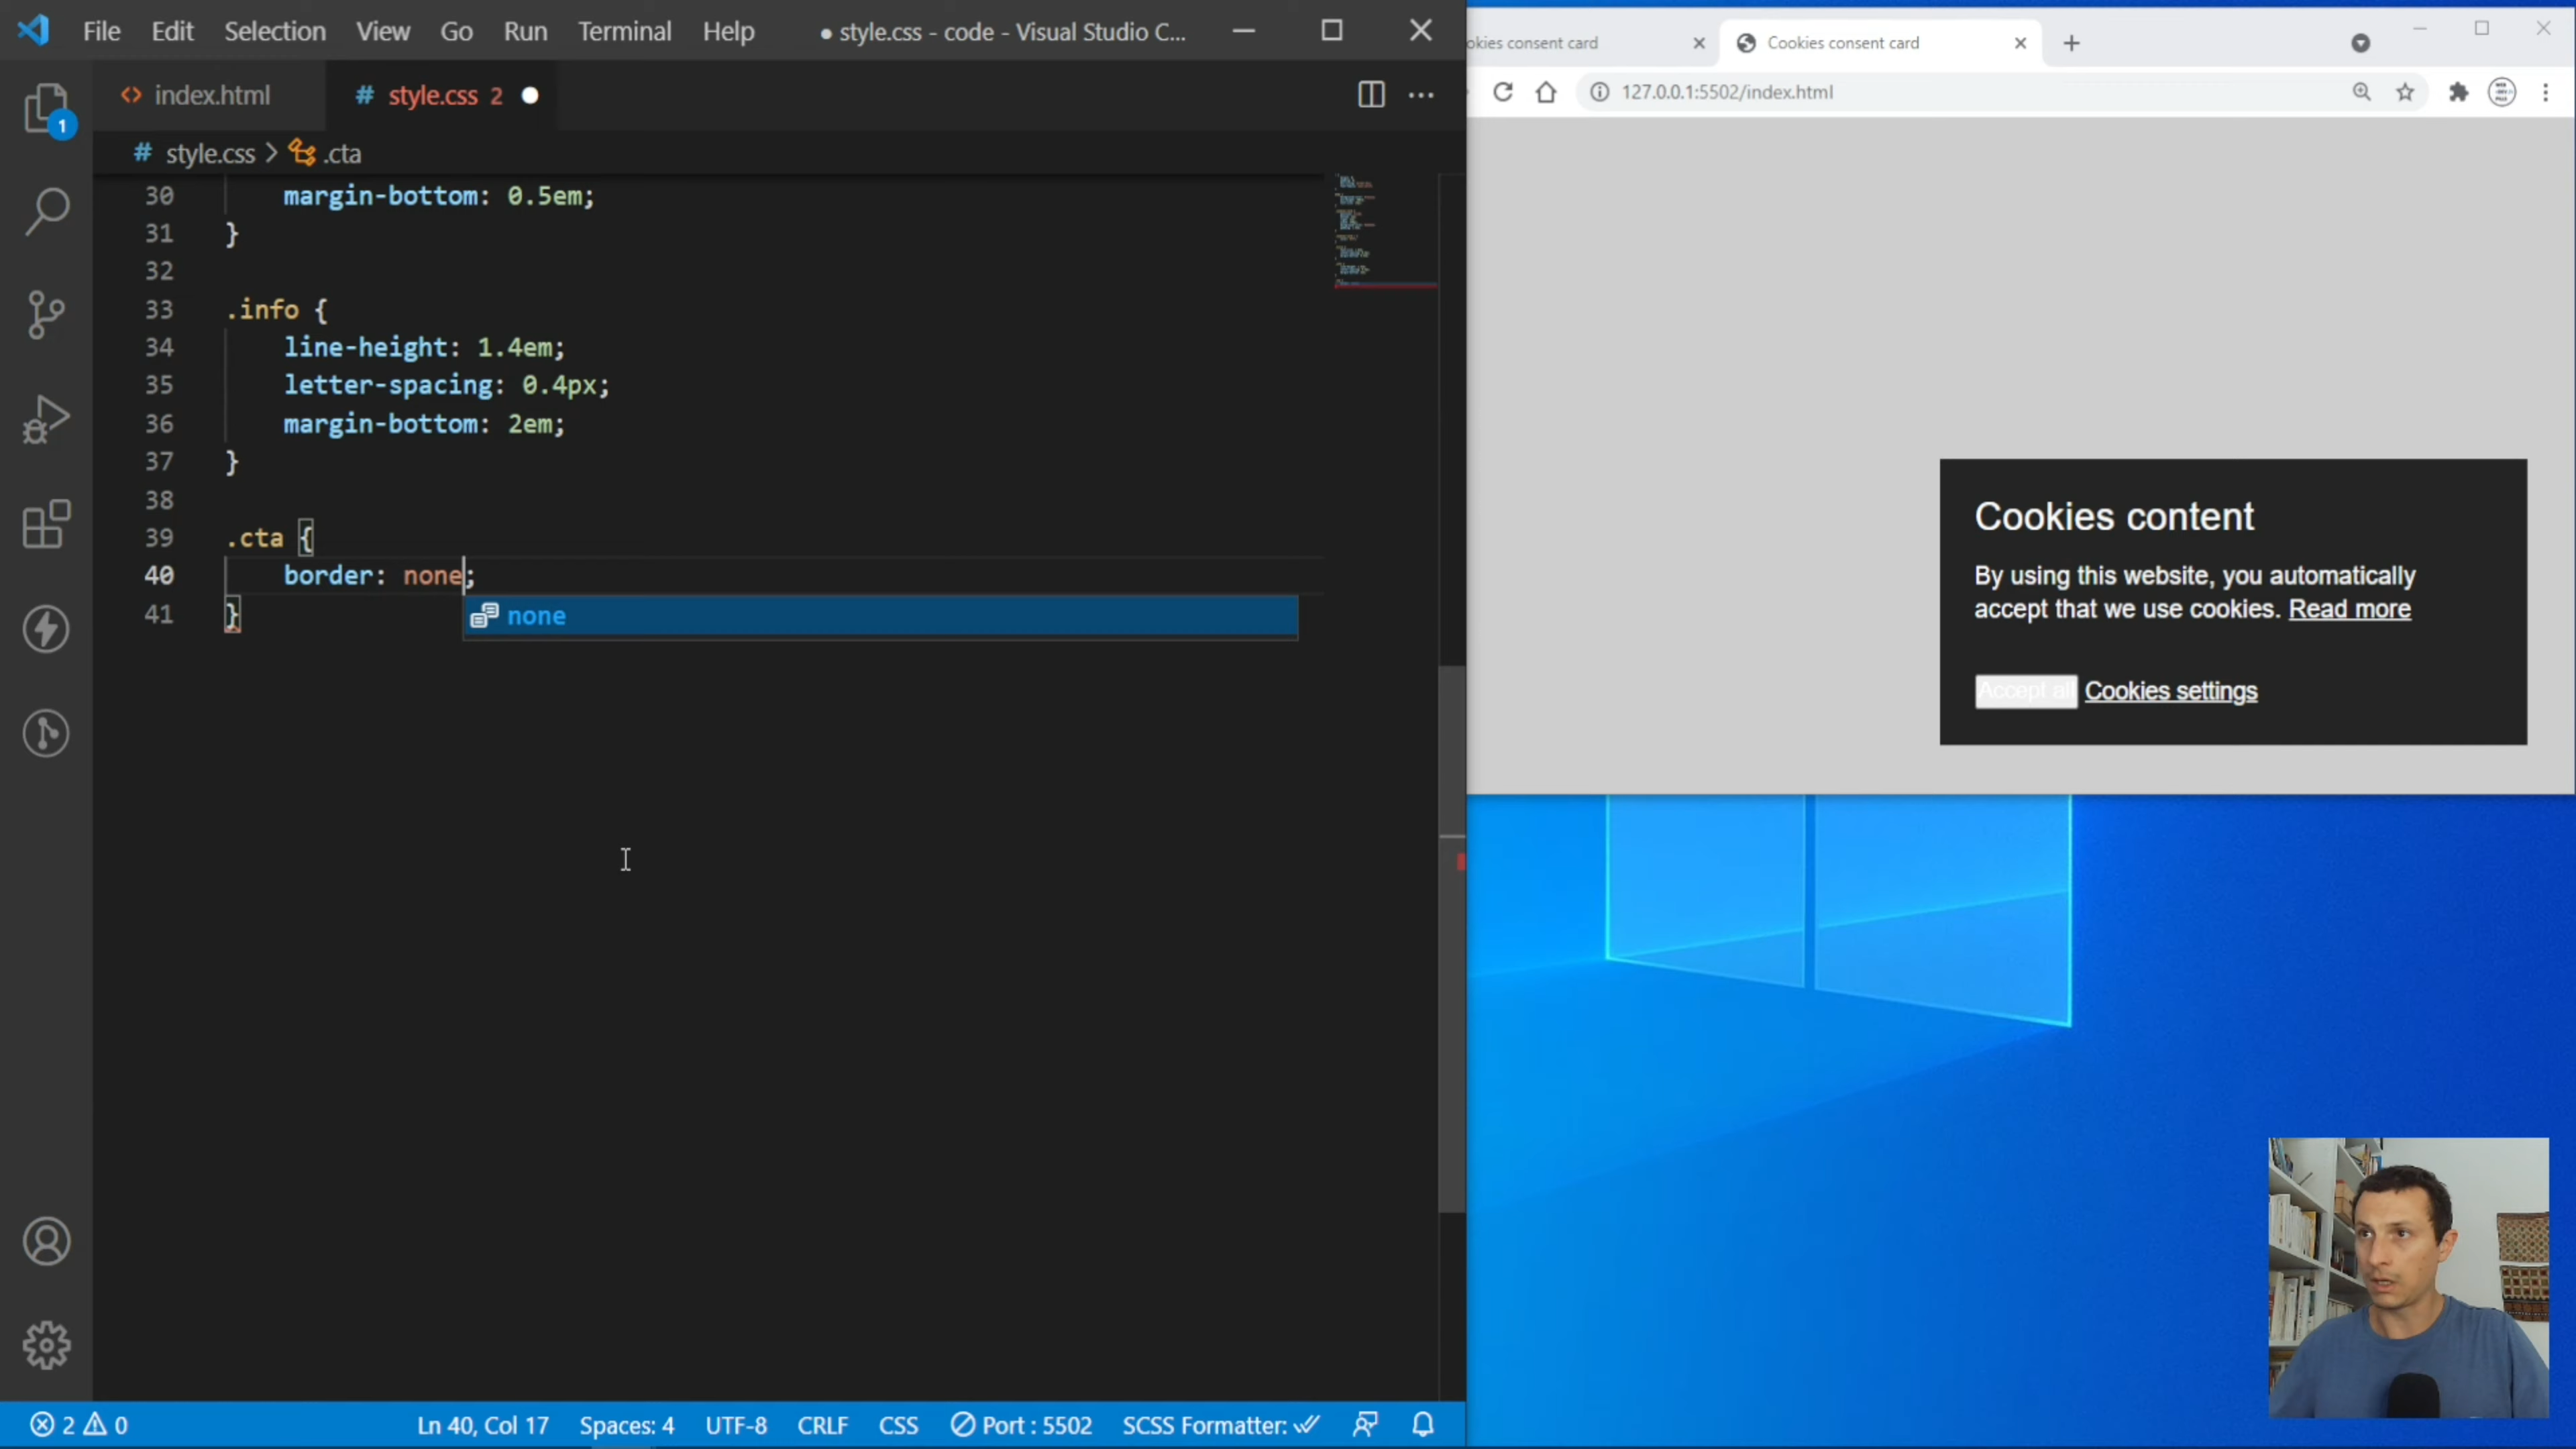 File Edit Selection View Go Run Terminal Help ● style.css - code - Visual Studio C...
index.html
# style.css 2 ●
# style.css > .cta
30 margin-bottom: 0.5em;
31 }
32
33 .info {
34 line-height: 1.4em;
35 letter-spacing: 0.4px;
36 margin-bottom: 2em;
37 }
38
39 .cta {
40 border: none;
41 }
none
1
2 0 Ln 40, Col 17 Spaces: 4 UTF-8 CRLF CSS Port : 5502 SCSS Formatter:
okies consent card
Cookies consent card
127.0.0.1:5502/index.html
Cookies content
By using this website, you automatically
accept that we use cookies. Read more
Accept all Cookies settings